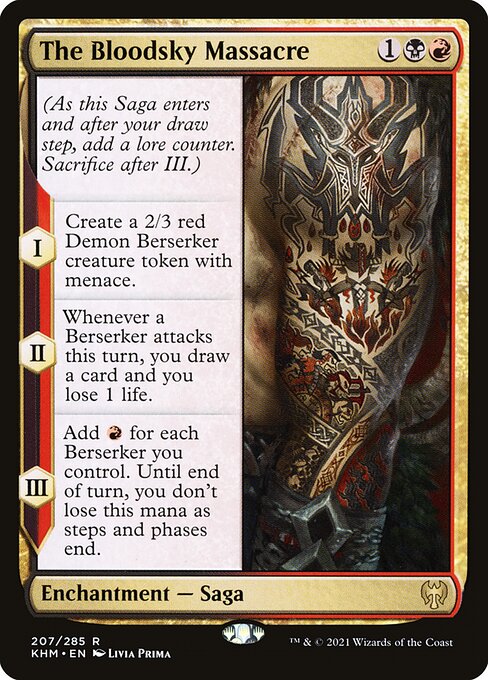 The Bloodsky Massacre 1
(As this Saga enters
and after your draw
step, add a lore counter.
Sacrifice after III.)
I
Create a 2/3 red
Demon Berserker
creature token with
menace.
II
Whenever a
Berserker attacks
this turn, you draw
a card and you
lose 1 life.
III
Add for each
Berserker you
control. Until end
of turn, you don't
lose this mana as
steps and phases
end.
Enchantment — Saga
207/285 R
KHM • EN LIVIA PRIMA
™ & © 2021 Wizards of the Coast